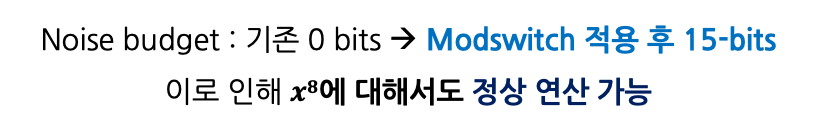 Noise budget : 기존 0 bits → Modswitch 적용 후 15-bits
이로 인해 x⁸에 대해서도 정상 연산 가능